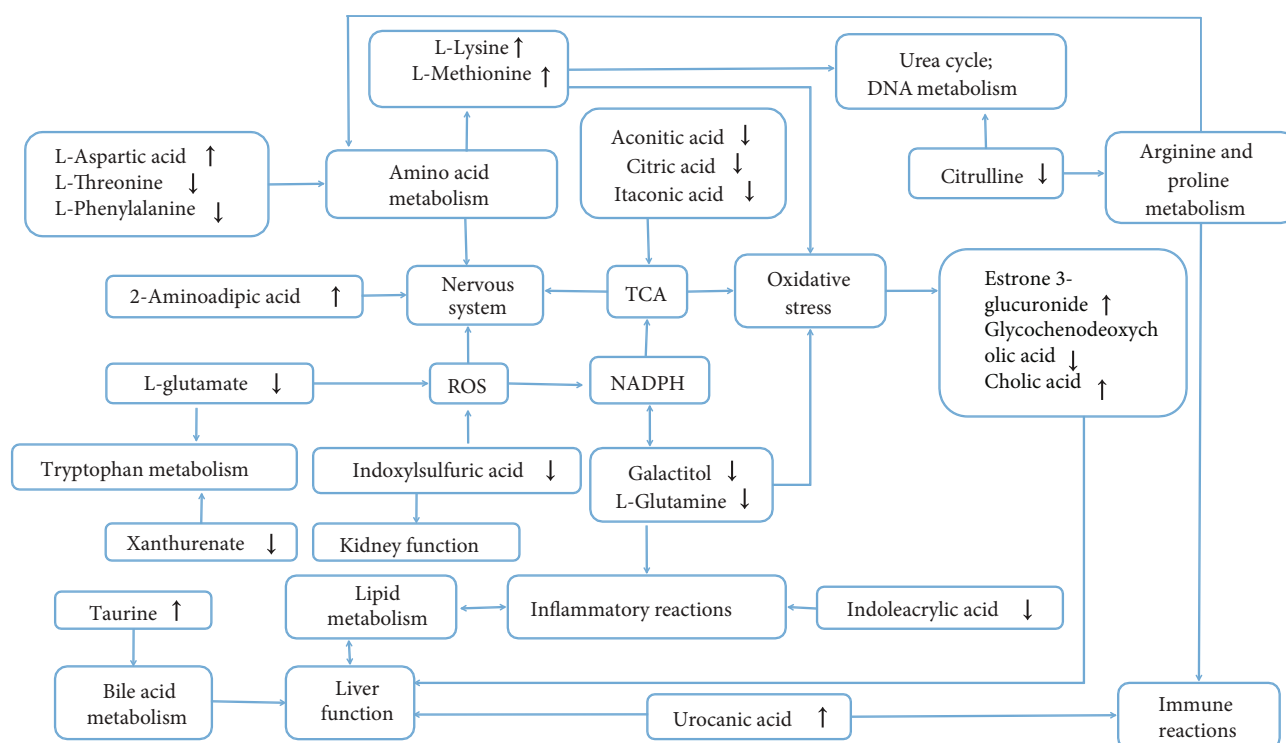 L-Lysine ↑
L-Methionine ↑
Urea cycle;
DNA metabolism
L-Aspartic acid ↑
L-Threonine ↓
L-Phenylalanine ↓
Amino acid
metabolism
Aconitic acid ↓
Citric acid ↓
Itaconic acid ↓
Citrulline ↓
Arginine and
proline
metabolism
2-Aminoadipic acid ↑
Nervous
system
TCA
Oxidative
stress
Estrone 3-
glucuronide ↑
Glycochenodeoxych
olic acid ↓
Cholic acid ↑
L-glutamate ↓
ROS
NADPH
Tryptophan metabolism
Indoxylsulfuric acid ↓
Galactitol ↓
L-Glutamine ↓
Xanthurenate ↓
Kidney function
Taurine ↑
Lipid
metabolism
Inflammatory reactions
Indoleacrylic acid ↓
Bile acid
metabolism
Liver
function
Urocanic acid ↑
Immune
reactions